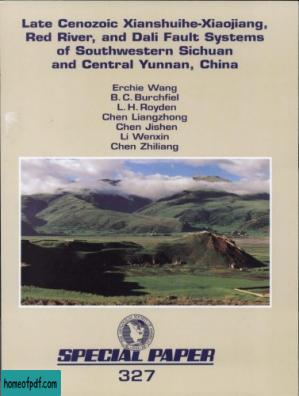 Late Cenozoic Xianshuihe-Xiaojiang,
Red River, and Dali Fault Systems
of Southwestern Sichuan
and Central Yunnan, China
Erchie Wang
B. C. Burchfiel
L. H. Royden
Chen Liangzhong
Chen Jishen
Li Wenxin
Chen Zhiliang
SPECIAL PAPER
327
homeofpdf.com